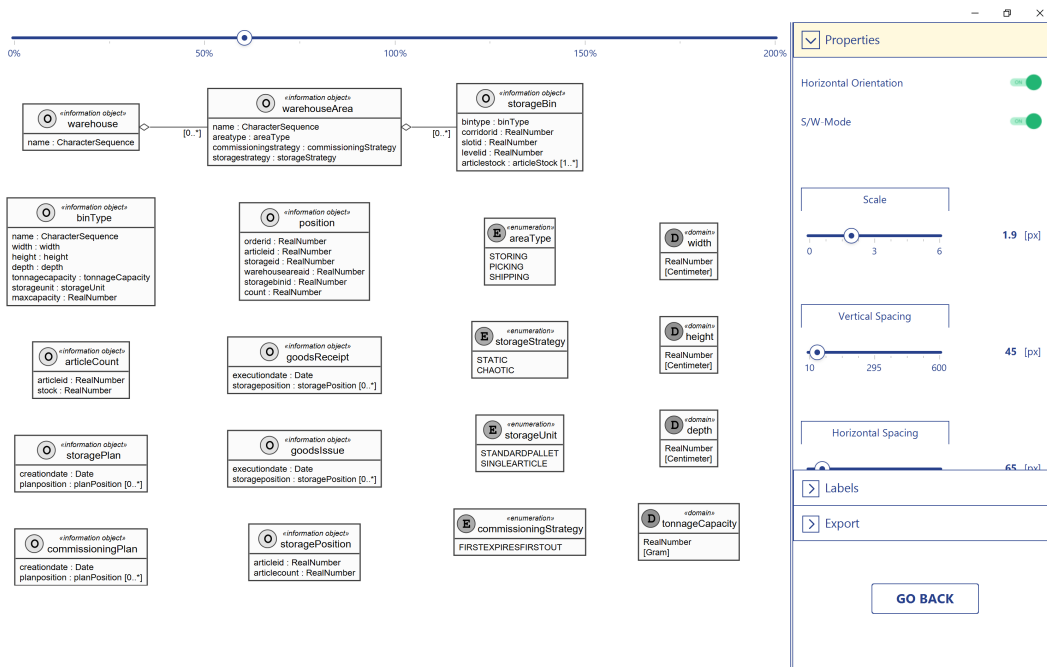 0%
50%
100%
150%
200%
O
«information object»
warehouse
name : CharacterSequence
[0..*]
O
«information object»
warehouseArea
name : CharacterSequence
areatype : areaType
commissioningstrategy : commissioningStrategy
storagestrategy : storageStrategy
[0..*]
O
«information object»
storageBin
bintype : binType
corridorid : RealNumber
slotid : RealNumber
levelid : RealNumber
articlestock : articleStock [1..*]
O
«information object»
binType
name : CharacterSequence
width : width
height : height
depth : depth
tonnagecapacity : tonnageCapacity
storageunit : storageUnit
maxcapacity : RealNumber
O
«information object»
position
orderid : RealNumber
articleid : RealNumber
storageid : RealNumber
warehouseareaid : RealNumber
storagebinid : RealNumber
count : RealNumber
E
«enumeration»
areaType
STORING
PICKING
SHIPPING
D
«domain»
width
RealNumber
[Centimeter]
O
«information object»
articleCount
articleid : RealNumber
stock : RealNumber
O
«information object»
goodsReceipt
executiondate : Date
storageposition : storagePosition [0..*]
E
«enumeration»
storageStrategy
STATIC
CHAOTIC
D
«domain»
height
RealNumber
[Centimeter]
O
«information object»
storagePlan
creationdate : Date
planposition : planPosition [0..*]
O
«information object»
goodsIssue
executiondate : Date
storageposition : storagePosition [0..*]
E
«enumeration»
storageUnit
STANDARDPALLET
SINGLEARTICLE
D
«domain»
depth
RealNumber
[Centimeter]
O
«information object»
commissioningPlan
creationdate : Date
planposition : planPosition [0..*]
O
«information object»
storagePosition
articleid : RealNumber
articlecount : RealNumber
E
«enumeration»
commissioningStrategy
FIRSTEXPIRESFIRSTOUT
D
«domain»
tonnageCapacity
RealNumber
[Gram]
Properties
Horizontal Orientation
ON
S/W-Mode
ON
Scale
1.9 [px]
0 3 6
Vertical Spacing
45 [px]
10 295 600
Horizontal Spacing
65 [px]
Labels
Export
GO BACK